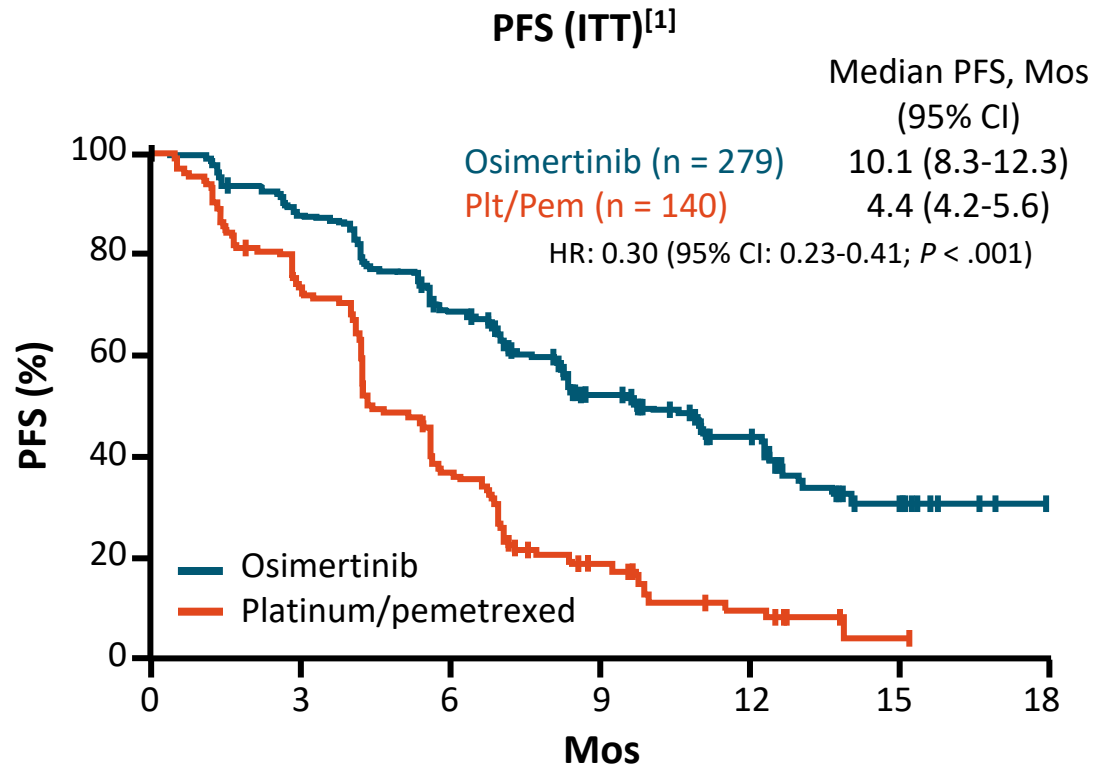 PFS (ITT)[1]
Median PFS, Mos
(95% CI)
Osimertinib (n = 279) 10.1 (8.3-12.3)
Plt/Pem (n = 140) 4.4 (4.2-5.6)
HR: 0.30 (95% CI: 0.23-0.41; P < .001)
PFS (%)
100
80
60
40
20
0
Osimertinib
Platinum/pemetrexed
0 3 6 9 12 15 18
Mos